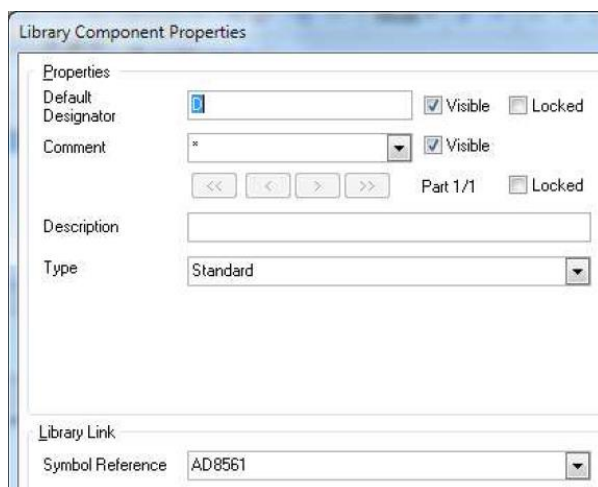 Library Component Properties
Properties
Default Designator D Visible Locked
Comment * Visible
<< < > >> Part 1/1 Locked
Description
Type Standard
Library Link
Symbol Reference AD8561